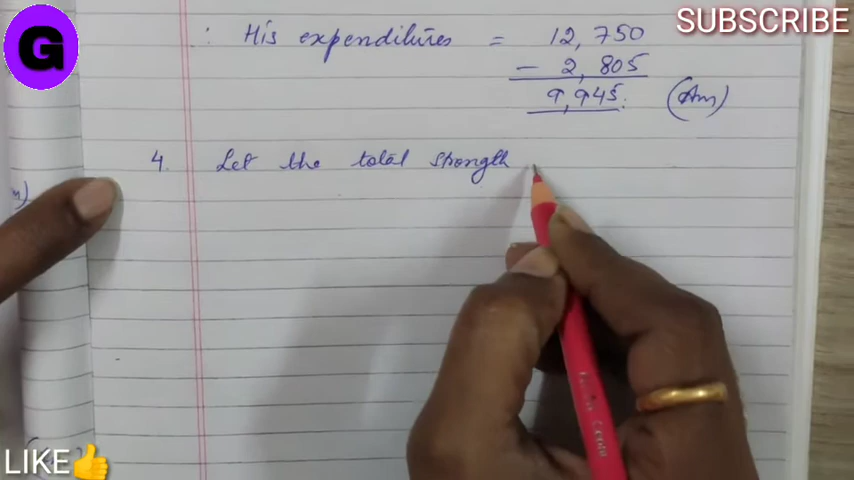 G
SUBSCRIBE
: His expenditures = 12,750
- 2,805
9,945. (Ans)
4. Let the total strength
LIKE👍